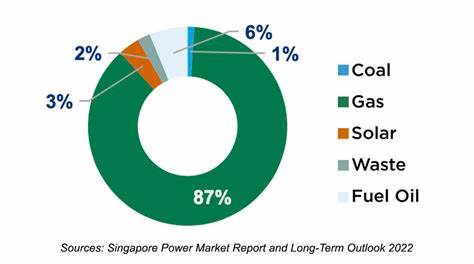 6%
2%
1%
3%
87%
Coal
Gas
Solar
Waste
Fuel Oil
Sources: Singapore Power Market Report and Long-Term Outlook 2022